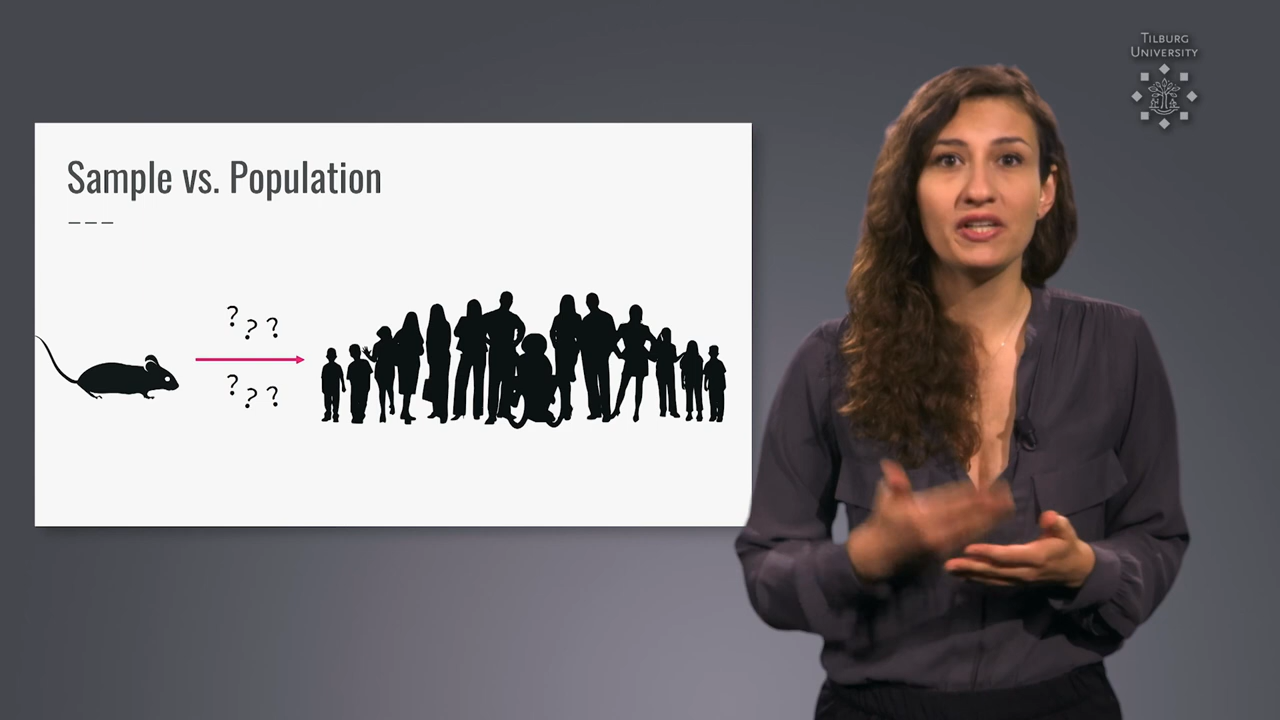 TILBURG
UNIVERSITY
Sample vs. Population
? ? ?
? ? ?